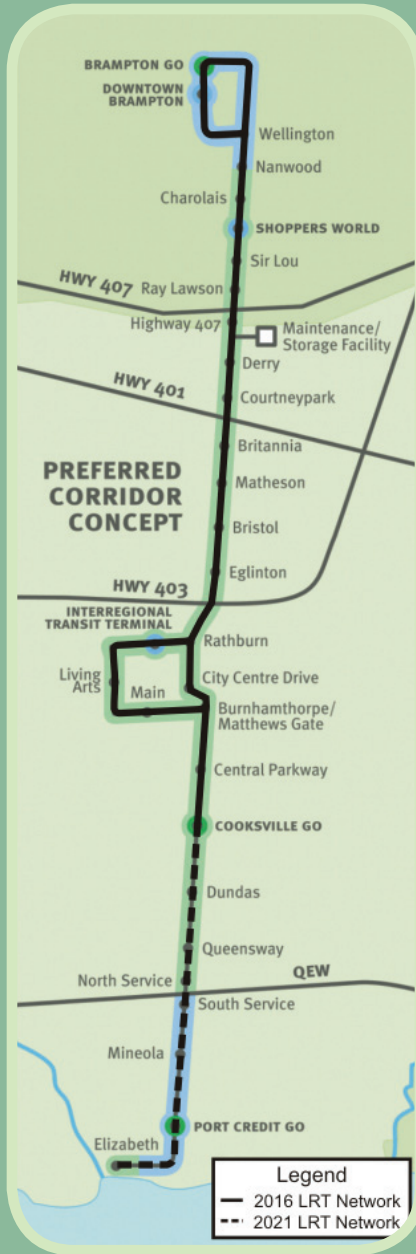 BRAMPTON GO
DOWNTOWN
BRAMPTON
Wellington
Nanwood
Charolais
SHOPPERS WORLD
Sir Lou
HWY 407
Ray Lawson
Highway 407
Maintenance/
Storage Facility
Derry
HWY 401
Courtneypark
Britannia
PREFERRED
CORRIDOR
CONCEPT
Matheson
Bristol
Eglinton
HWY 403
INTERREGIONAL
TRANSIT TERMINAL
Rathburn
Living
Arts
Main
City Centre Drive
Burnhamthorpe/
Matthews Gate
Central Parkway
COOKSVILLE GO
Dundas
Queensway
QEW
North Service
South Service
Mineola
PORT CREDIT GO
Elizabeth
Legend
2016 LRT Network
2021 LRT Network